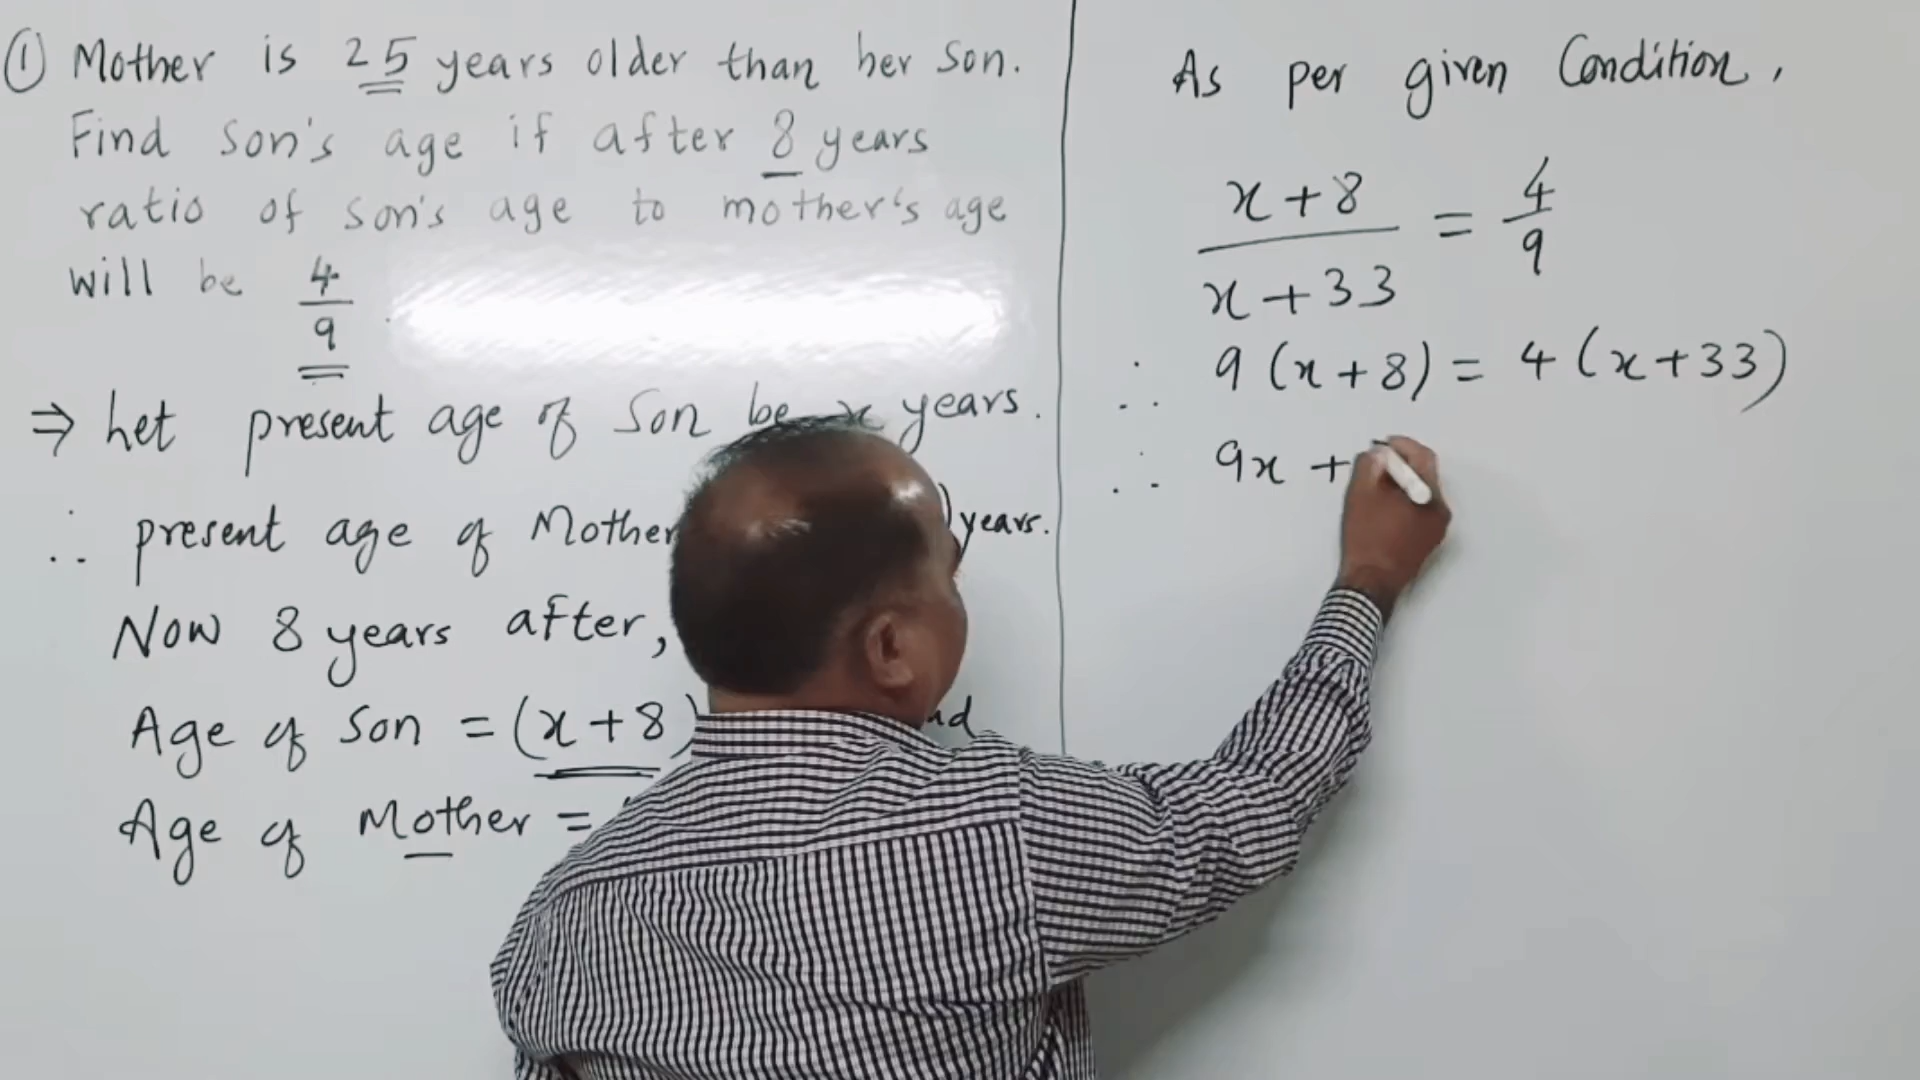 ① Mother is 25 years older than her son.
Find son's age if after 8 years
ratio of son's age to mother's age
will be 4/9.
⇒ Let present age of Son be x years.
∴ present age of Mother ) years.
Now 8 years after,
Age of son = (x+8)
Age of Mother =
As per given Condition,
x+8 / x+33 = 4/9
∴ 9 (x+8) = 4 (x+33)
∴ 9x +